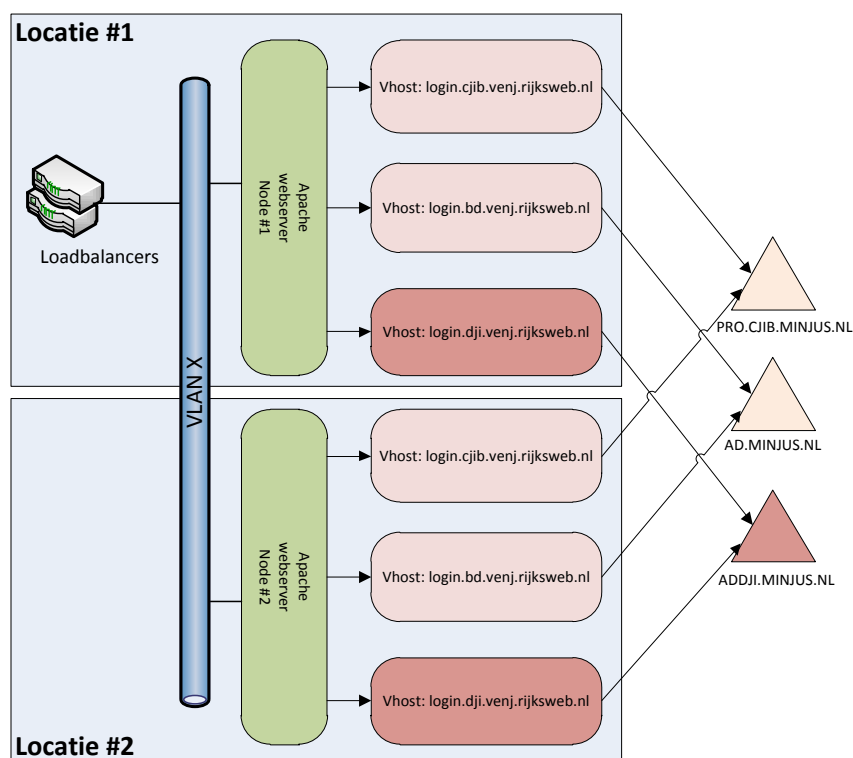 Locatie #1
Vhost: login.cjib.venj.rijksweb.nl
Vhost: login.bd.venj.rijksweb.nl
Vhost: login.dji.venj.rijksweb.nl
Apache
webserver
Node #1
Loadbalancers
VLAN X
PRO.CJIB.MINJUS.NL
AD.MINJUS.NL
ADDJI.MINJUS.NL
Vhost: login.cjib.venj.rijksweb.nl
Vhost: login.bd.venj.rijksweb.nl
Vhost: login.dji.venj.rijksweb.nl
Apache
webserver
Node #2
Locatie #2